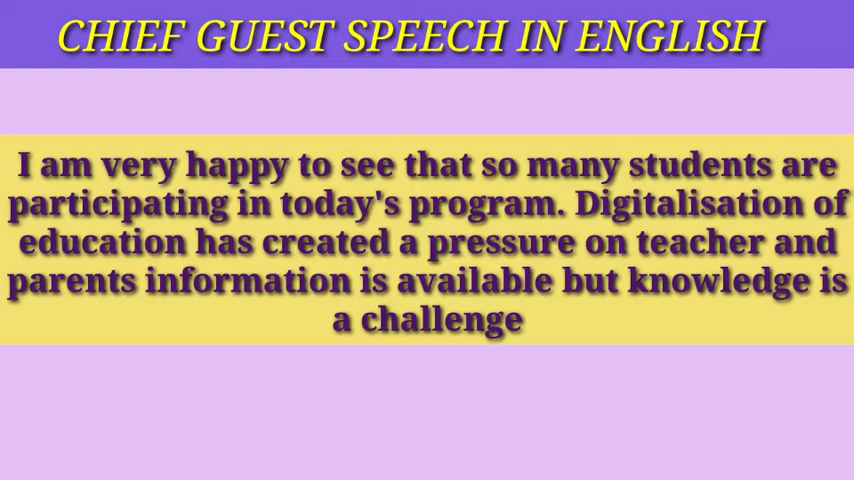 CHIEF GUEST SPEECH IN ENGLISH
I am very happy to see that so many students are
participating in today's program. Digitalisation of
education has created a pressure on teacher and
parents information is available but knowledge is
a challenge